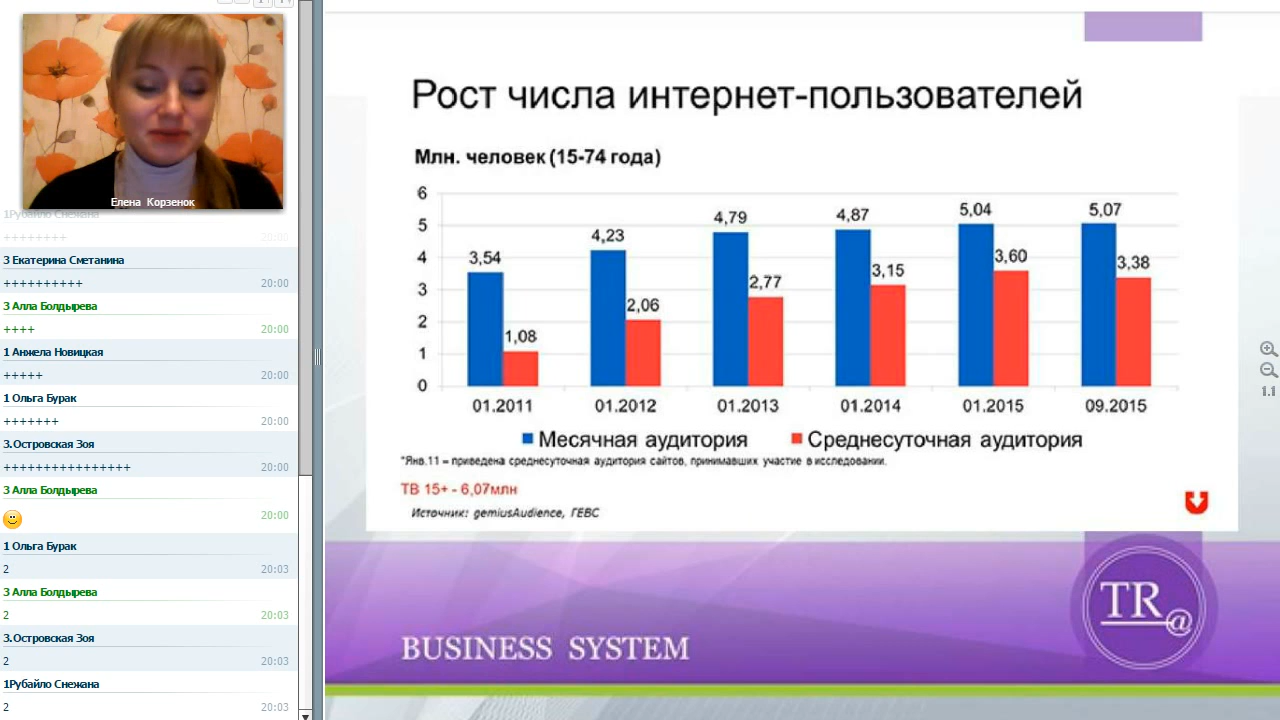 Елена Корзенок
1Рубайло Снежана
++++++++ 20:00
3 Екатерина Сметанина
++++++++++ 20:00
3 Алла Болдырева
++++ 20:00
1 Анжела Новицкая
+++++ 20:00
1 Ольга Бурак
+++++++ 20:00
3.Островская Зоя
++++++++++++++++ 20:00
3 Алла Болдырева
20:00
1 Ольга Бурак
2 20:03
3 Алла Болдырева
2 20:03
3.Островская Зоя
2 20:03
1Рубайло Снежана
2 20:03
Рост числа интернет-пользователей
Млн. человек (15-74 года)
6
5
4
3
2
1
0
3,54 1,08
4,23 2,06
4,79 2,77
4,87 3,15
5,04 3,60
5,07 3,38
01.2011 01.2012 01.2013 01.2014 01.2015 09.2015
Месячная аудитория Среднесуточная аудитория
*Янв.11 – приведена среднесуточная аудитория сайтов, принимавших участие в исследовании.
ТВ 15+ - 6,07млн
Источник: gemiusAudience, ГЕВС
BUSINESS SYSTEM
TR@
1.1